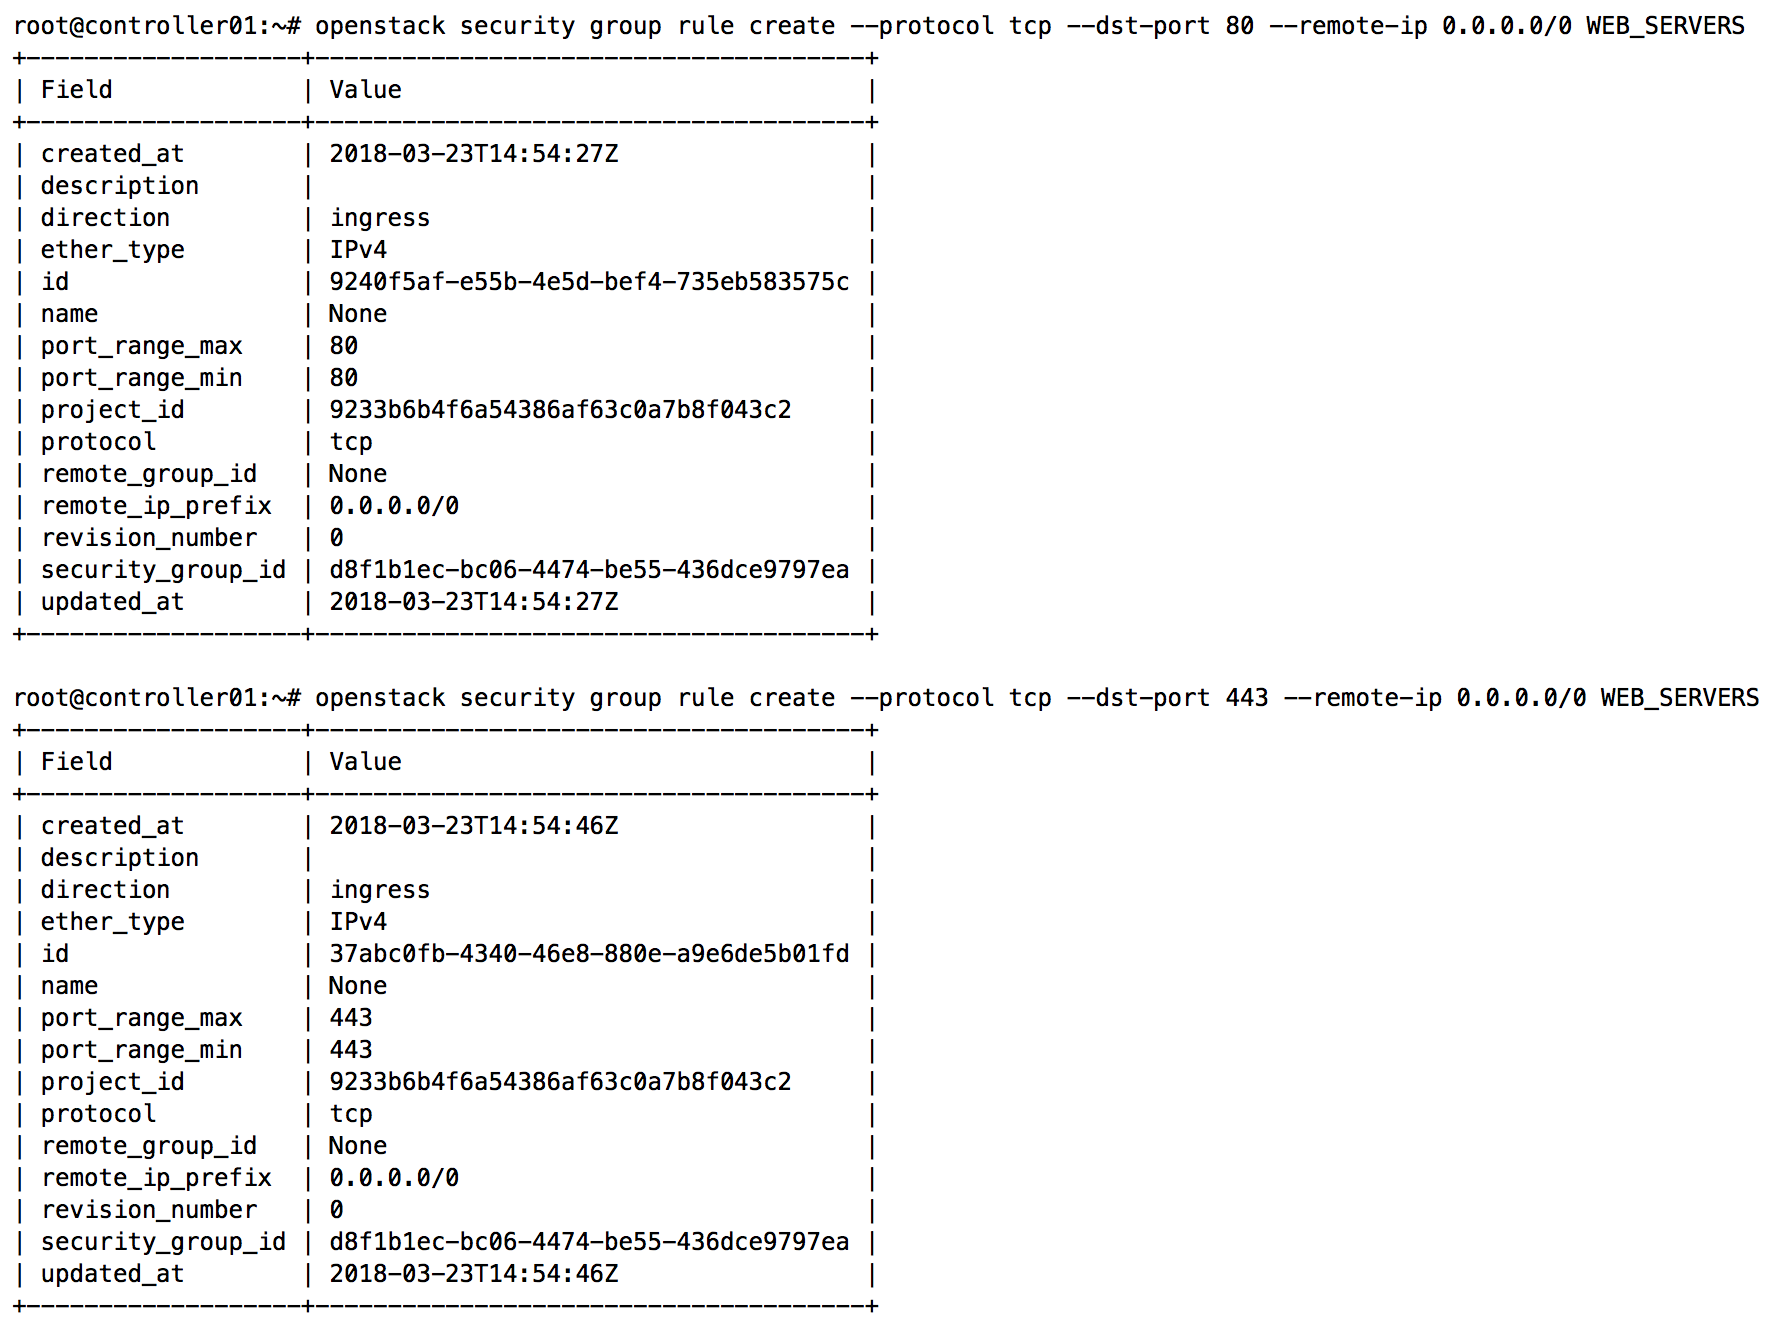 root@controller01:~# openstack security group rule create --protocol tcp --dst-port 80 --remote-ip 0.0.0.0/0 WEB_SERVERS
+-------------------+--------------------------------------+
| Field             | Value                                |
+-------------------+--------------------------------------+
| created_at        | 2018-03-23T14:54:27Z                 |
| description       |                                      |
| direction         | ingress                              |
| ether_type        | IPv4                                 |
| id                | 9240f5af-e55b-4e5d-bef4-735eb583575c |
| name              | None                                 |
| port_range_max    | 80                                   |
| port_range_min    | 80                                   |
| project_id        | 9233b6b4f6a54386af63c0a7b8f043c2     |
| protocol          | tcp                                  |
| remote_group_id   | None                                 |
| remote_ip_prefix  | 0.0.0.0/0                            |
| revision_number   | 0                                    |
| security_group_id | d8f1b1ec-bc06-4474-be55-436dce9797ea |
| updated_at        | 2018-03-23T14:54:27Z                 |
+-------------------+--------------------------------------+
root@controller01:~# openstack security group rule create --protocol tcp --dst-port 443 --remote-ip 0.0.0.0/0 WEB_SERVERS
+-------------------+--------------------------------------+
| Field             | Value                                |
+-------------------+--------------------------------------+
| created_at        | 2018-03-23T14:54:46Z                 |
| description       |                                      |
| direction         | ingress                              |
| ether_type        | IPv4                                 |
| id                | 37abc0fb-4340-46e8-880e-a9e6de5b01fd |
| name              | None                                 |
| port_range_max    | 443                                  |
| port_range_min    | 443                                  |
| project_id        | 9233b6b4f6a54386af63c0a7b8f043c2     |
| protocol          | tcp                                  |
| remote_group_id   | None                                 |
| remote_ip_prefix  | 0.0.0.0/0                            |
| revision_number   | 0                                    |
| security_group_id | d8f1b1ec-bc06-4474-be55-436dce9797ea |
| updated_at        | 2018-03-23T14:54:46Z                 |
+-------------------+--------------------------------------+